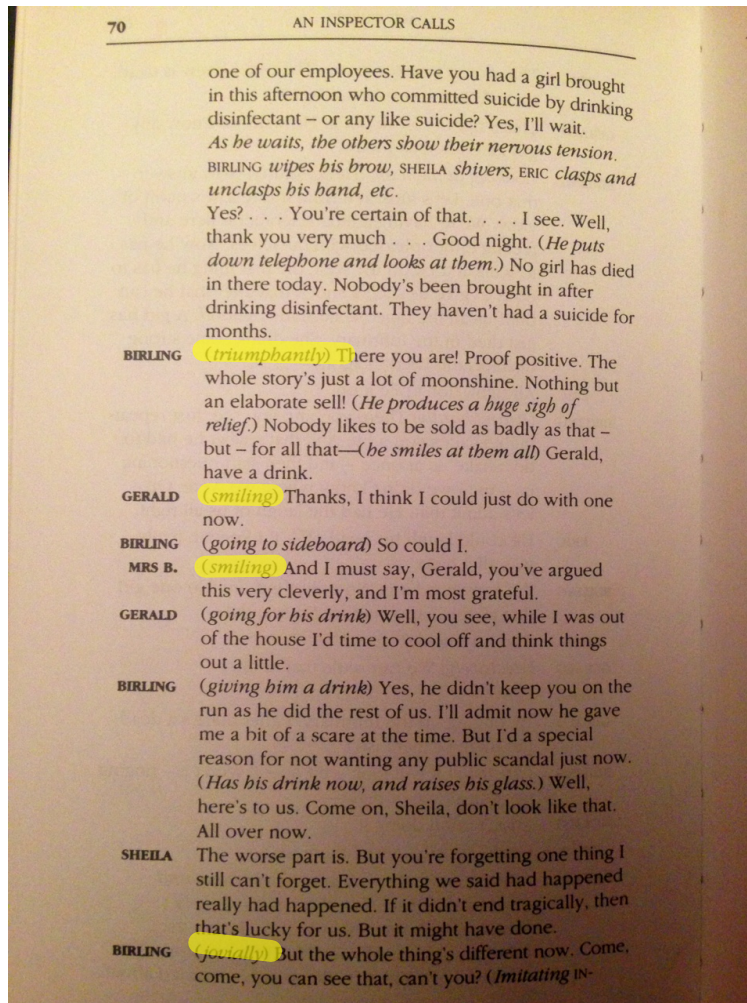 70 AN INSPECTOR CALLS
one of our employees. Have you had a girl brought
in this afternoon who committed suicide by drinking
disinfectant – or any like suicide? Yes, I'll wait.
As he waits, the others show their nervous tension.
BIRLING wipes his brow, SHEILA shivers, ERIC clasps and
unclasps his hand, etc.
Yes? . . . You're certain of that. . . . I see. Well,
thank you very much . . . Good night. (He puts
down telephone and looks at them.) No girl has died
in there today. Nobody's been brought in after
drinking disinfectant. They haven't had a suicide for
months.
BIRLING (triumphantly) There you are! Proof positive. The
whole story's just a lot of moonshine. Nothing but
an elaborate sell! (He produces a huge sigh of
relief.) Nobody likes to be sold as badly as that –
but – for all that—(he smiles at them all) Gerald,
have a drink.
GERALD (smiling) Thanks, I think I could just do with one
now.
BIRLING (going to sideboard) So could I.
MRS B. (smiling) And I must say, Gerald, you've argued
this very cleverly, and I'm most grateful.
GERALD (going for his drink) Well, you see, while I was out
of the house I'd time to cool off and think things
out a little.
BIRLING (giving him a drink) Yes, he didn't keep you on the
run as he did the rest of us. I'll admit now he gave
me a bit of a scare at the time. But I'd a special
reason for not wanting any public scandal just now.
(Has his drink now, and raises his glass.) Well,
here's to us. Come on, Sheila, don't look like that.
All over now.
SHEILA The worse part is. But you're forgetting one thing I
still can't forget. Everything we said had happened
really had happened. If it didn't end tragically, then
that's lucky for us. But it might have done.
BIRLING (jovially) But the whole thing's different now. Come,
come, you can see that, can't you? (Imitating IN-